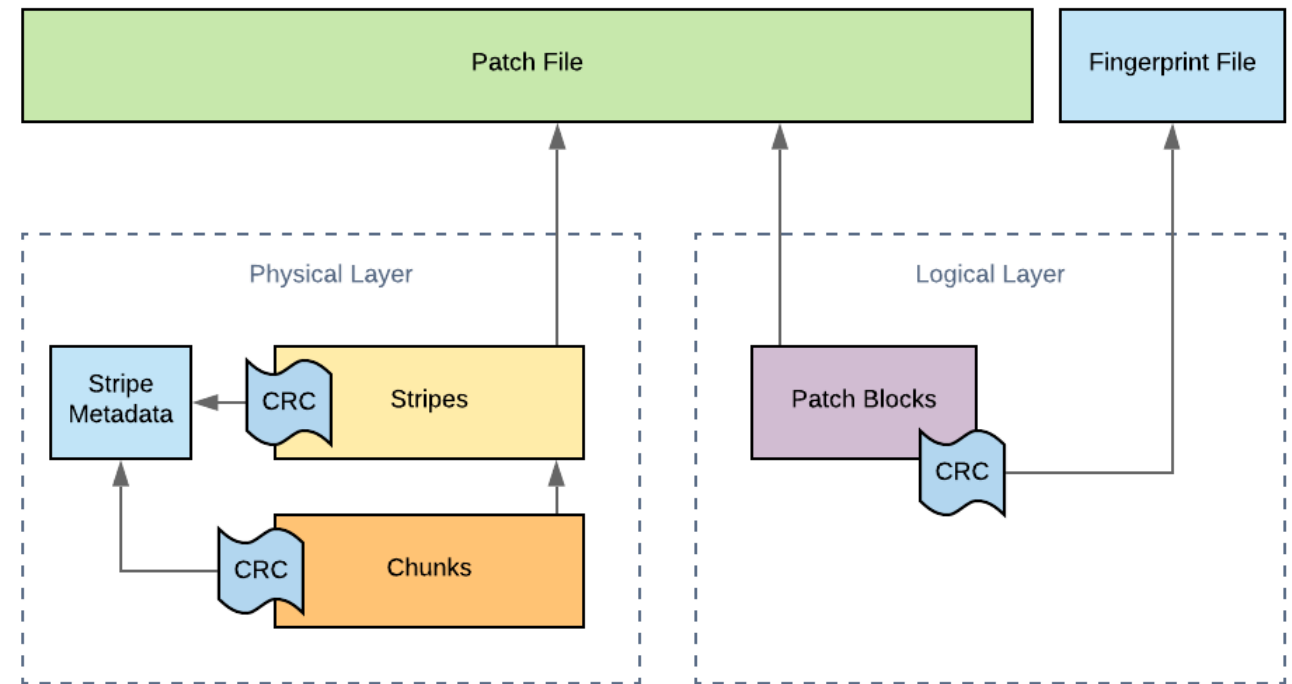 Patch File
Fingerprint File
Physical Layer
Stripe
Metadata
CRC
Stripes
CRC
Chunks
Logical Layer
Patch Blocks
CRC